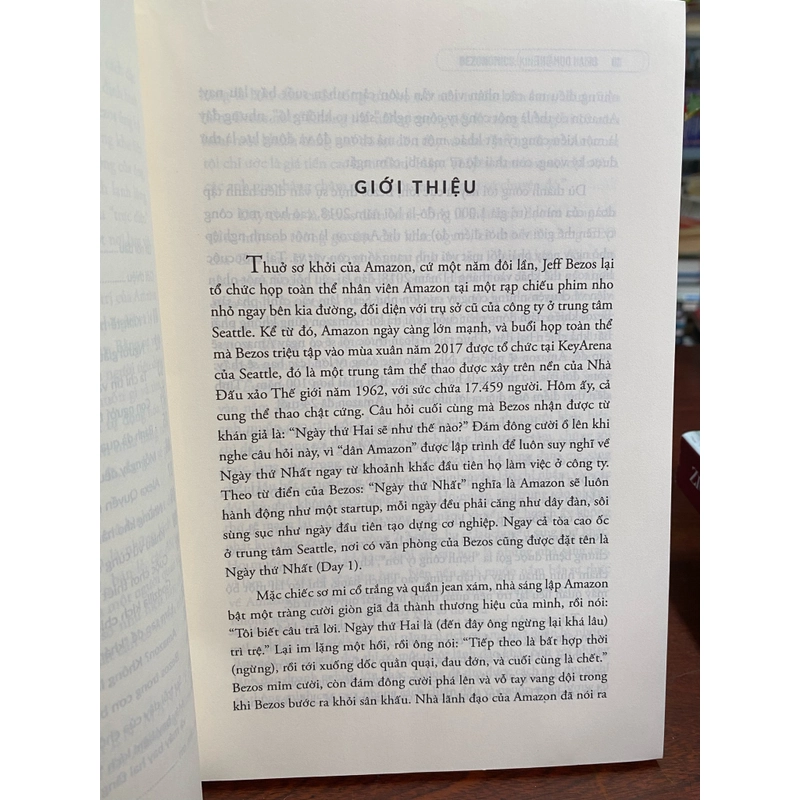 GIỚI THIỆU
Thuở sơ khởi của Amazon, cứ một năm đôi lần, Jeff Bezos lại
tổ chức họp toàn thể nhân viên Amazon tại một rạp chiếu phim nho
nhỏ ngay bên kia đường, đối diện với trụ sở cũ của công ty ở trung tâm
Seattle. Kể từ đó, Amazon ngày càng lớn mạnh, và buổi họp toàn thể
mà Bezos triệu tập vào mùa xuân năm 2017 được tổ chức tại KeyArena
của Seattle, đó là một trung tâm thể thao được xây trên nền của Nhà
Đấu xảo Thế giới năm 1962, với sức chứa 17.459 người. Hôm ấy, cả
cung thể thao chật cứng. Câu hỏi cuối cùng mà Bezos nhận được từ
khán giả là: “Ngày thứ Hai sẽ như thế nào?” Đám đông cười ồ lên khi
nghe câu hỏi này, vì “dân Amazon” được lập trình để luôn suy nghĩ về
Ngày thứ Nhất ngay từ khoảnh khắc đầu tiên họ làm việc ở công ty.
Theo từ điển của Bezos: “Ngày thứ Nhất” nghĩa là Amazon sẽ luôn
hành động như một startup, mỗi ngày đều phải căng như dây đàn, sôi
sùng sục như ngày đầu tiên tạo dựng cơ nghiệp. Ngay cả tòa cao ốc
ở trung tâm Seattle, nơi có văn phòng của Bezos cũng được đặt tên là
Ngày thứ Nhất (Day 1).
Mặc chiếc sơ mi cổ trắng và quần jean xám, nhà sáng lập Amazon
bật một tràng cười giòn giã đã thành thương hiệu của mình, rồi nói:
“Tôi biết câu trả lời. Ngày thứ Hai là (đến đây ông ngừng lại khá lâu)
trì trệ.” Lại im lặng một hồi, rồi ông nói: “Tiếp theo là bất hợp thời
(ngừng), rồi tới xuống dốc quằn quại, đau đớn, và cuối cùng là chết.”
Bezos mỉm cười, còn đám đông cười phá lên và vỗ tay vang dội trong
khi Bezos bước ra khỏi sân khấu. Nhà lãnh đạo của Amazon đã nói ra